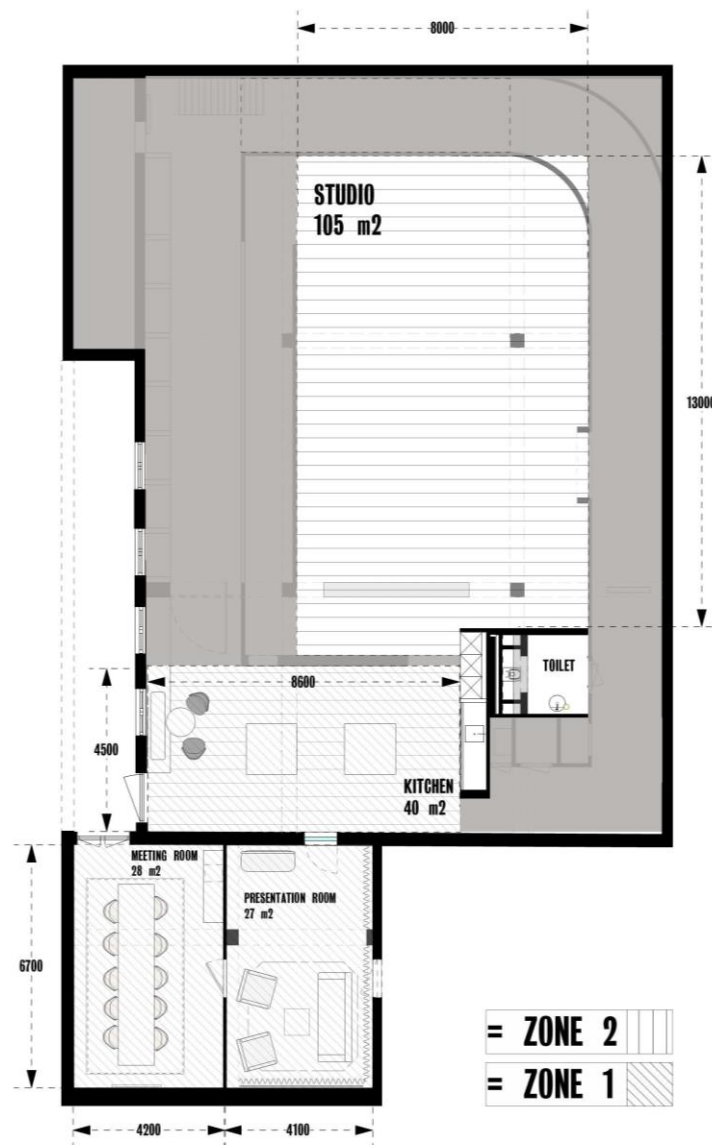 8000
STUDIO
105 m2
13000
TOILET
8600
4500
KITCHEN
40 m2
MEETING ROOM
28 m2
PRESENTATION ROOM
27 m2
6700
= ZONE 2
= ZONE 1
4200
4100